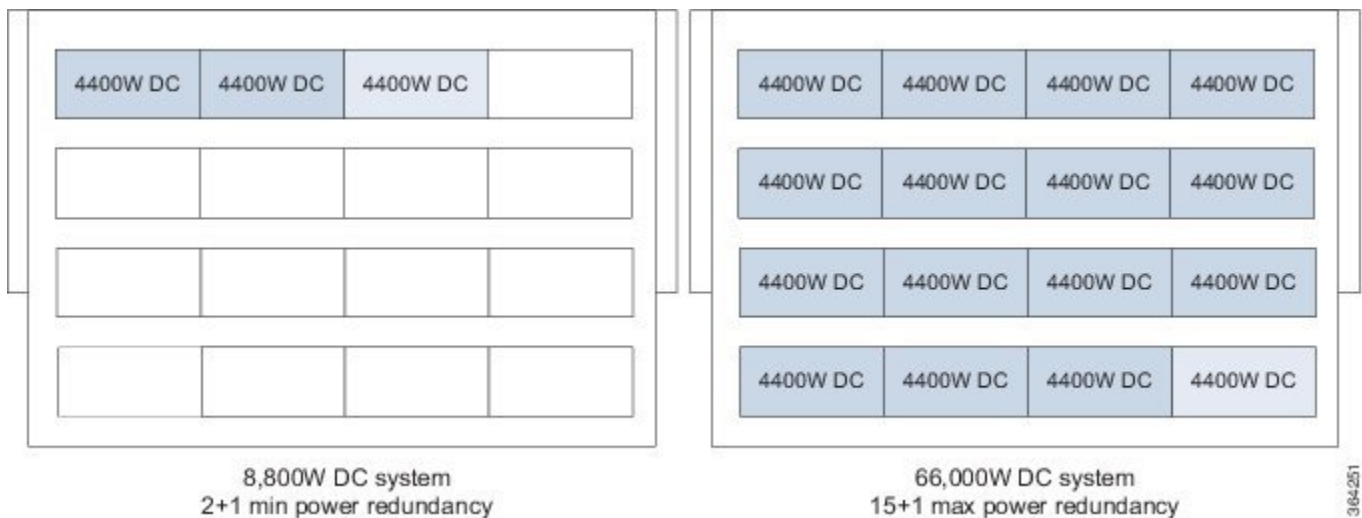 4400W DC 4400W DC 4400W DC
8,800W DC system
2+1 min power redundancy
4400W DC 4400W DC 4400W DC 4400W DC
4400W DC 4400W DC 4400W DC 4400W DC
4400W DC 4400W DC 4400W DC 4400W DC
4400W DC 4400W DC 4400W DC 4400W DC
66,000W DC system
15+1 max power redundancy
364251